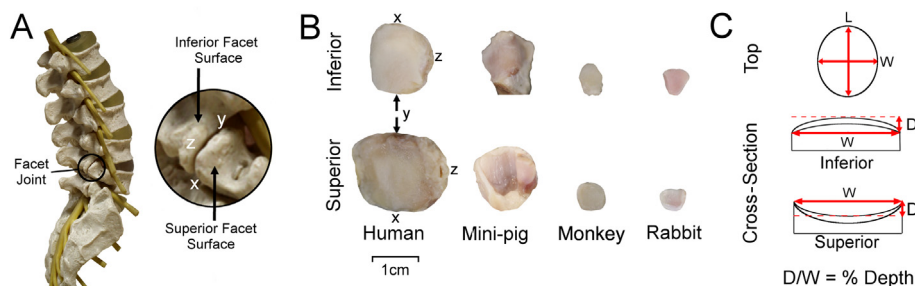 A
Inferior Facet
Surface
y
z
x
Facet
Joint
Superior Facet
Surface
B
Inferior
x
z
y
Superior
z
x
Human
Mini-pig
Monkey
Rabbit
1cm
C
Top
L
W
Cross-Section
D
W
Inferior
W
D
Superior
D/W = % Depth